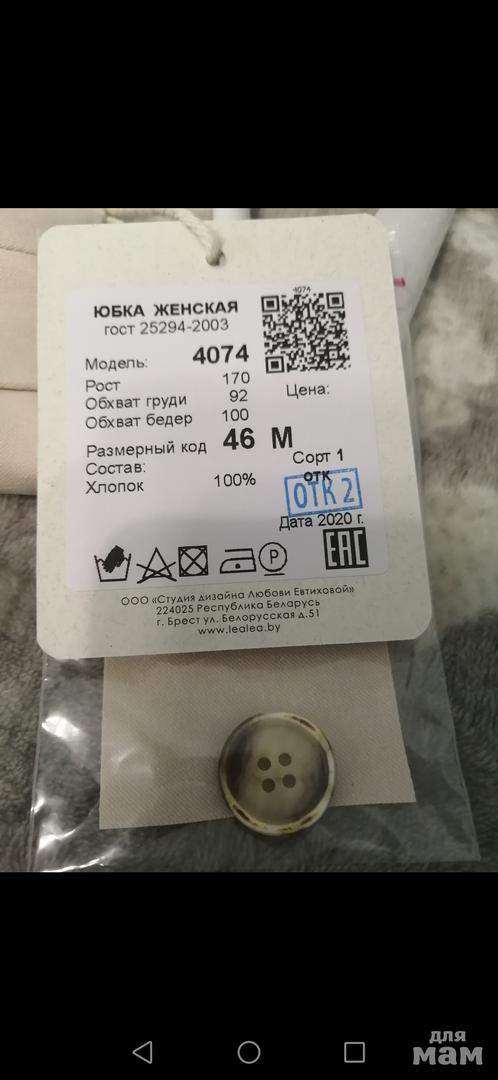 ЮБКА ЖЕНСКАЯ
гост 25294-2003
4074
Модель: 4074
Рост 170
Обхват груди 92
Обхват бедер 100
Цена:
Размерный код 46 M
Состав:
Хлопок 100%
Сорт 1
отк
ОТК 2
Дата 2020 г.
P
EAC
ООО «Студия дизайна Любови Евтиховой»
224025 Республика Беларусь
г. Брест ул. Белорусская д.51
www.lealea.by
для
мам